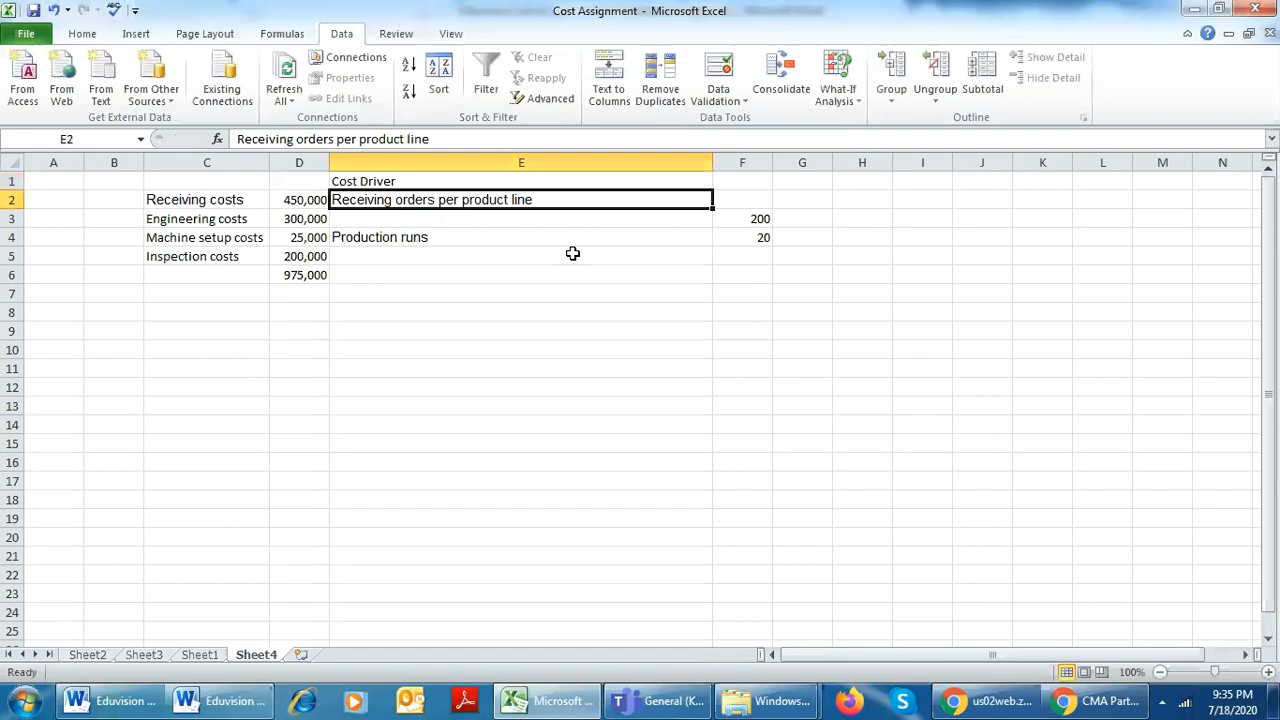 Cost Assignment - Microsoft Excel
File Home Insert Page Layout Formulas Data Review View
From Access
From Web
From Text
From Other Sources
Existing Connections
Get External Data
Refresh All
Connections
Properties
Edit Links
Connections
Sort
Filter
Clear
Reapply
Advanced
Sort & Filter
Text to Columns
Remove Duplicates
Data Validation
Consolidate
What-If Analysis
Data Tools
Group
Ungroup
Subtotal
Show Detail
Hide Detail
Outline
E2 fx Receiving orders per product line
A B C D E F G H I J K L M N
1 Cost Driver
2 Receiving costs 450,000 Receiving orders per product line
3 Engineering costs 300,000 200
4 Machine setup costs 25,000 Production runs 20
5 Inspection costs 200,000
6 975,000
7
8
9
10
11
12
13
14
15
16
17
18
19
20
21
22
23
24
25
Sheet2 Sheet3 Sheet1 Sheet4
Ready 100%
Eduvision ... Eduvision ... Microsoft ... General (K... Windows... us02web.z... CMA Part...
9:35 PM
7/18/2020